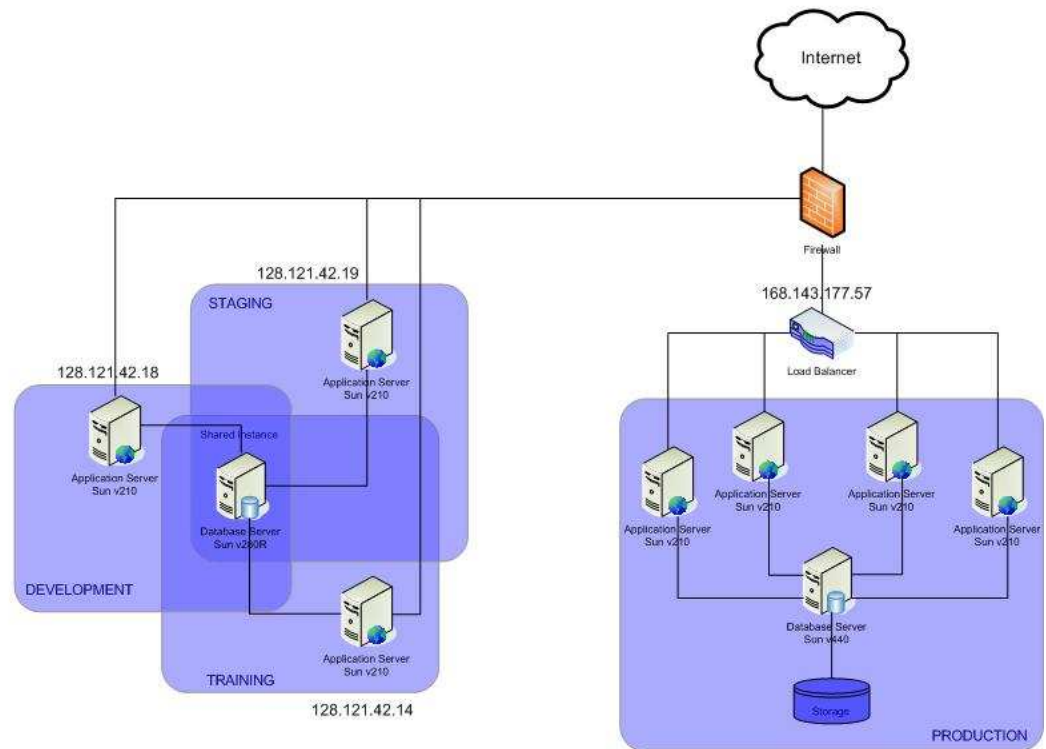 Internet
Firewall
128.121.42.19
168.143.177.57
STAGING
Load Balancer
128.121.42.18
Application Server
Sun v210
Shared Instance
Application Server
Sun v210
Database Server
Sun v280R
DEVELOPMENT
Application Server
Sun v210
TRAINING
128.121.42.14
Application Server
Sun v210
Application Server
Sun v210
Application Server
Sun v210
Application Server
Sun v210
Database Server
Sun v440
Storage
PRODUCTION